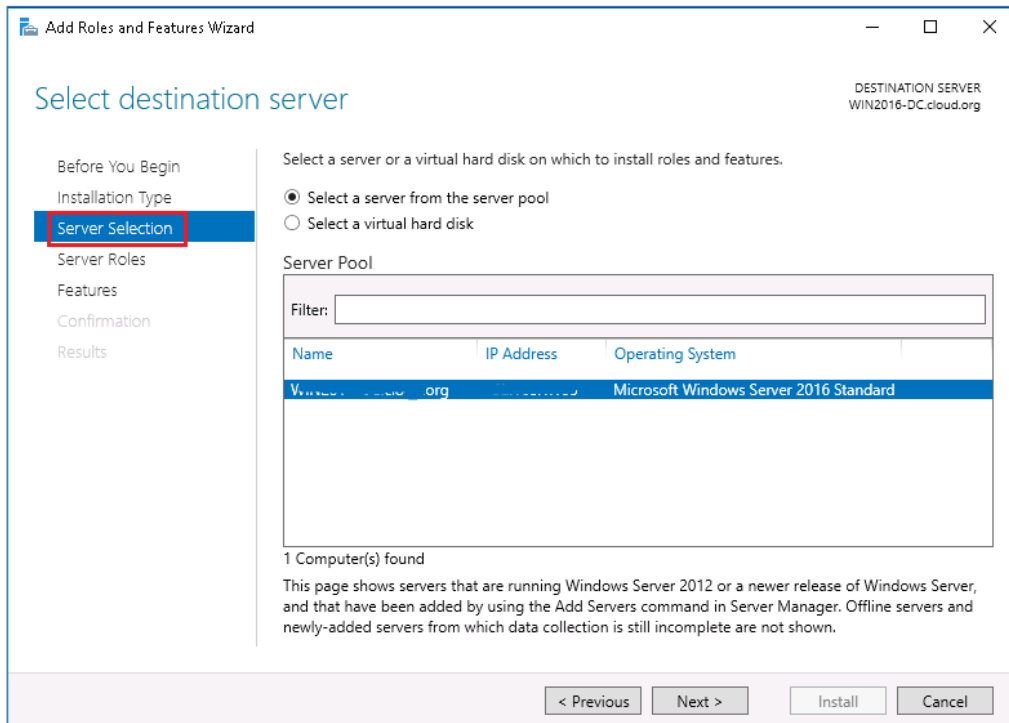 Add Roles and Features Wizard
Select destination server
DESTINATION SERVER
WIN2016-DC.cloud.org
Before You Begin
Installation Type
Server Selection
Server Roles
Features
Confirmation
Results
Select a server or a virtual hard disk on which to install roles and features.
Select a server from the server pool
Select a virtual hard disk
Server Pool
Filter:
Name IP Address Operating System
.org Microsoft Windows Server 2016 Standard
1 Computer(s) found
This page shows servers that are running Windows Server 2012 or a newer release of Windows Server,
and that have been added by using the Add Servers command in Server Manager. Offline servers and
newly-added servers from which data collection is still incomplete are not shown.
< Previous Next > Install Cancel